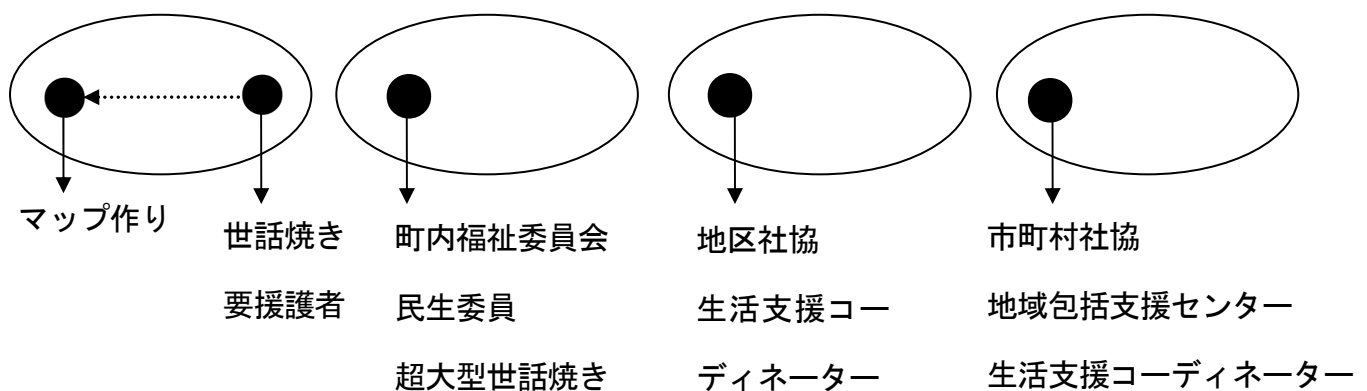 マップ作り
世話焼き
要援護者
町内福祉委員会
民生委員
超大型世話焼き
地区社協
生活支援コー
ディネーター
市町村社協
地域包括支援センター
生活支援コーディネーター